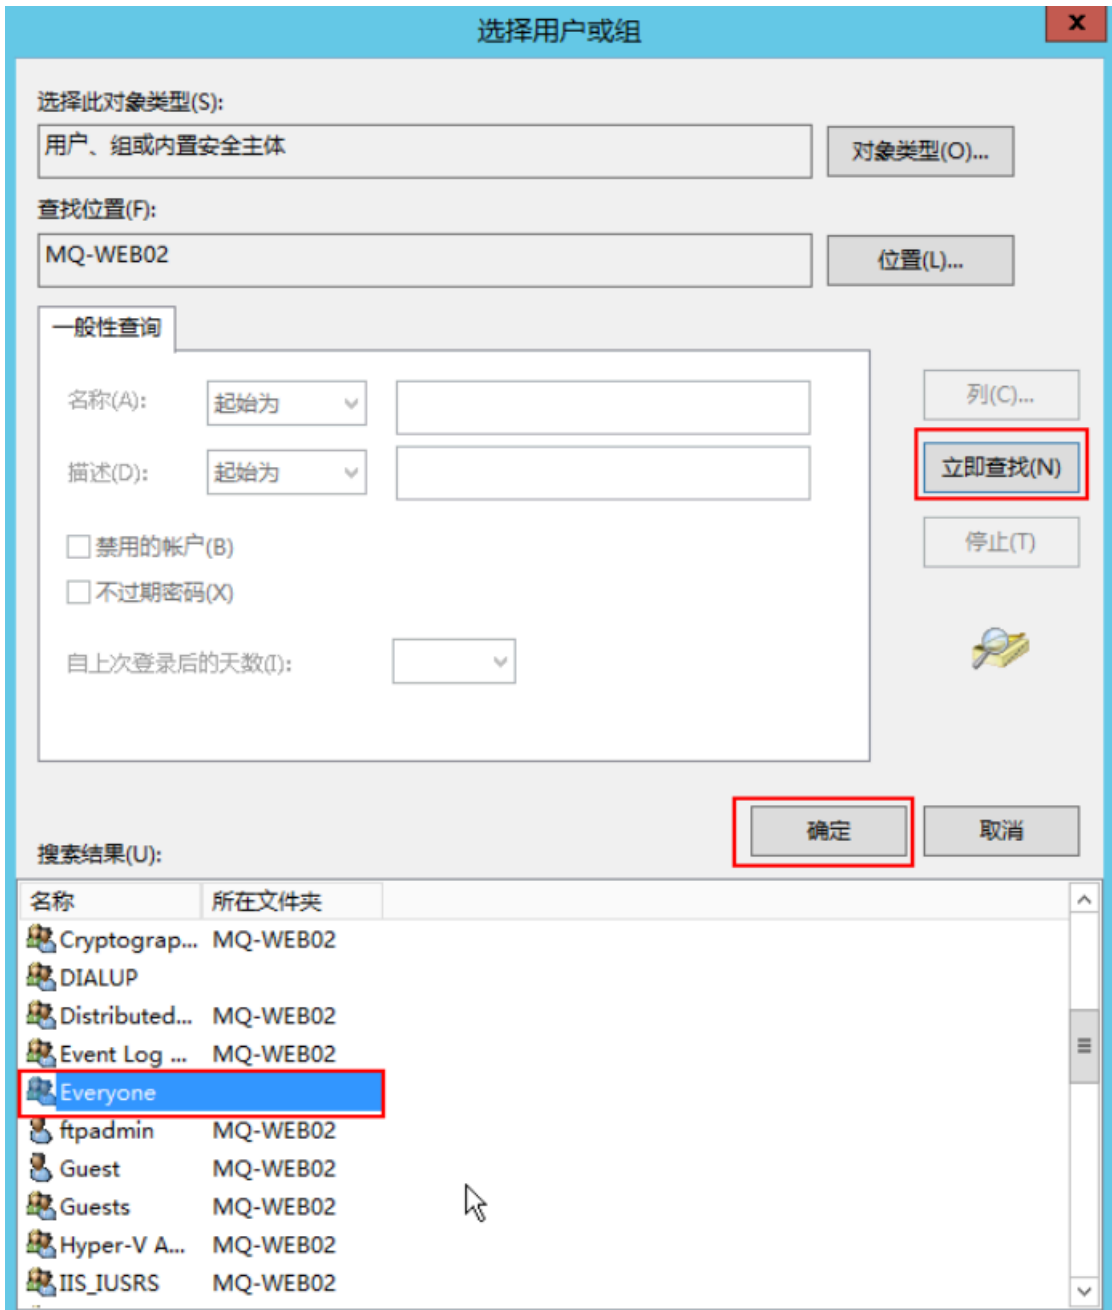 选择用户或组
x
选择此对象类型(S):
用户、组或内置安全主体
对象类型(O)...
查找位置(F):
MQ-WEB02
位置(L)...
一般性查询
名称(A): 起始为
列(C)...
立即查找(N)
描述(D): 起始为
停止(T)
禁用的帐户(B)
不过期密码(X)
自上次登录后的天数(I):
确定 取消
搜索结果(U):
名称 所在文件夹
Cryptograp... MQ-WEB02
DIALUP
Distributed... MQ-WEB02
Event Log ... MQ-WEB02
Everyone
ftpadmin MQ-WEB02
Guest MQ-WEB02
Guests MQ-WEB02
Hyper-V A... MQ-WEB02
IIS_IUSRS MQ-WEB02